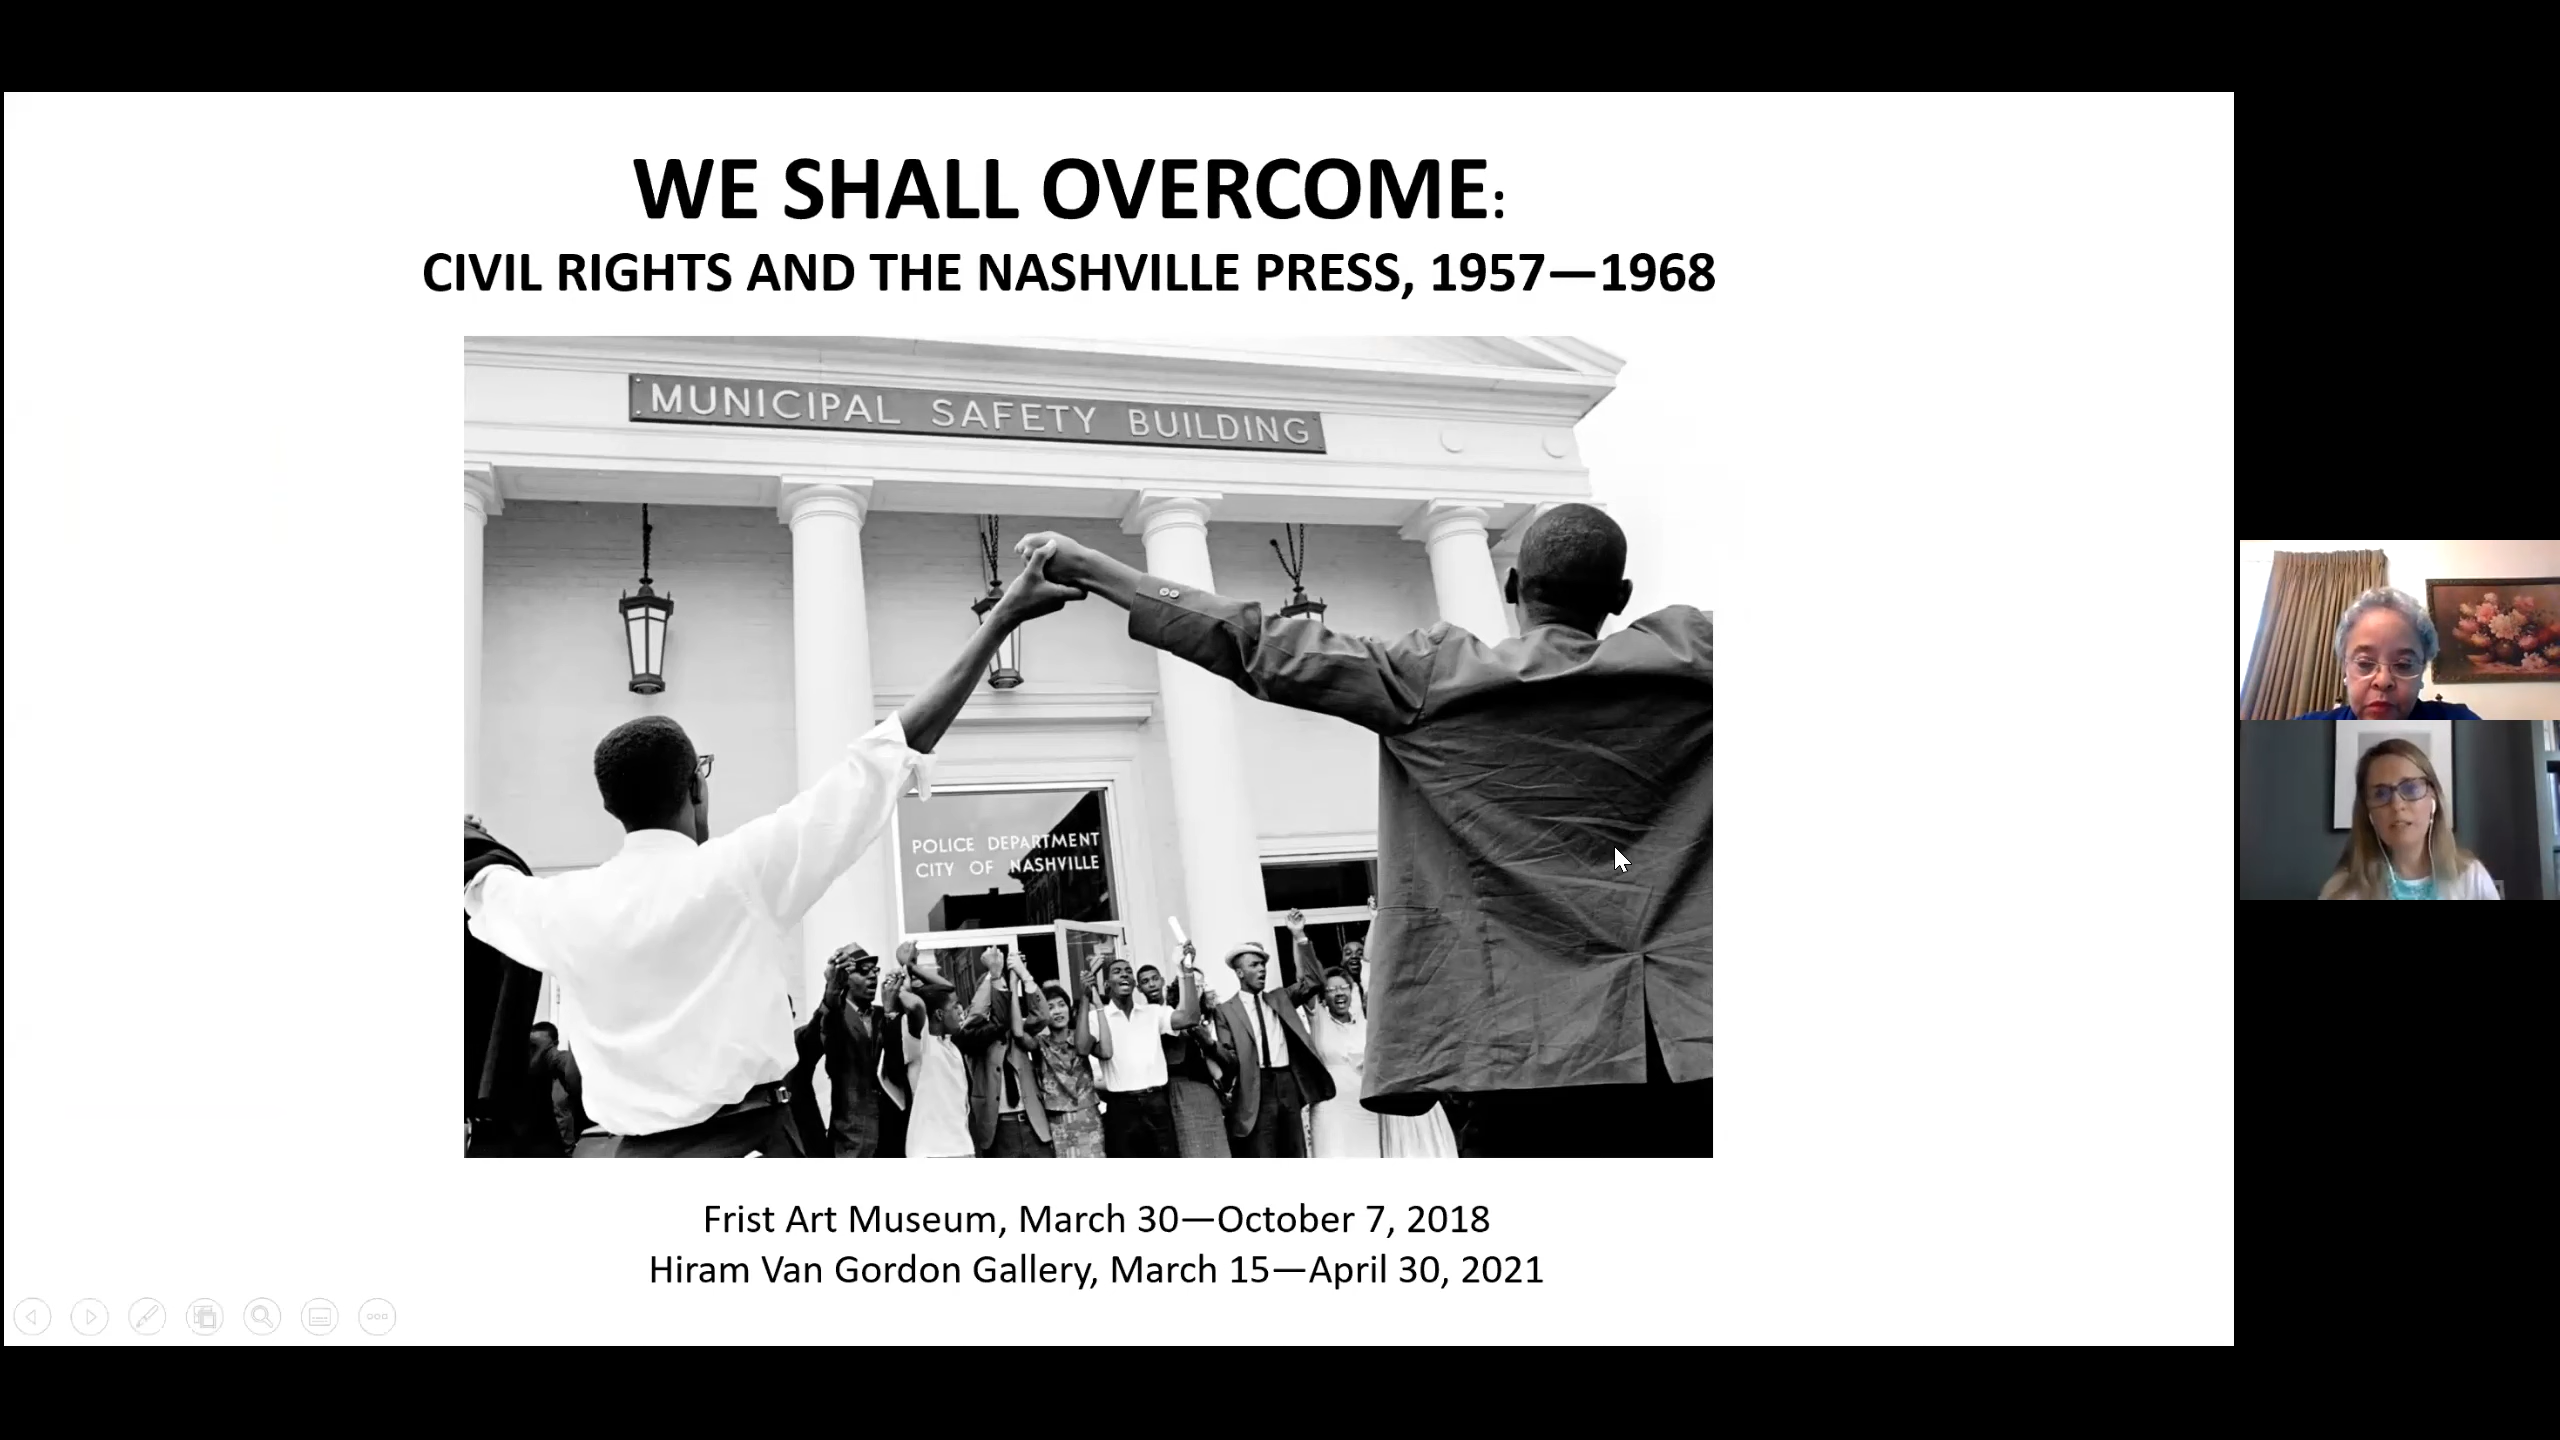 WE SHALL OVERCOME:
CIVIL RIGHTS AND THE NASHVILLE PRESS, 1957—1968
MUNICIPAL SAFETY BUILDING
POLICE DEPARTMENT
CITY OF NASHVILLE
Frist Art Museum, March 30—October 7, 2018
Hiram Van Gordon Gallery, March 15—April 30, 2021